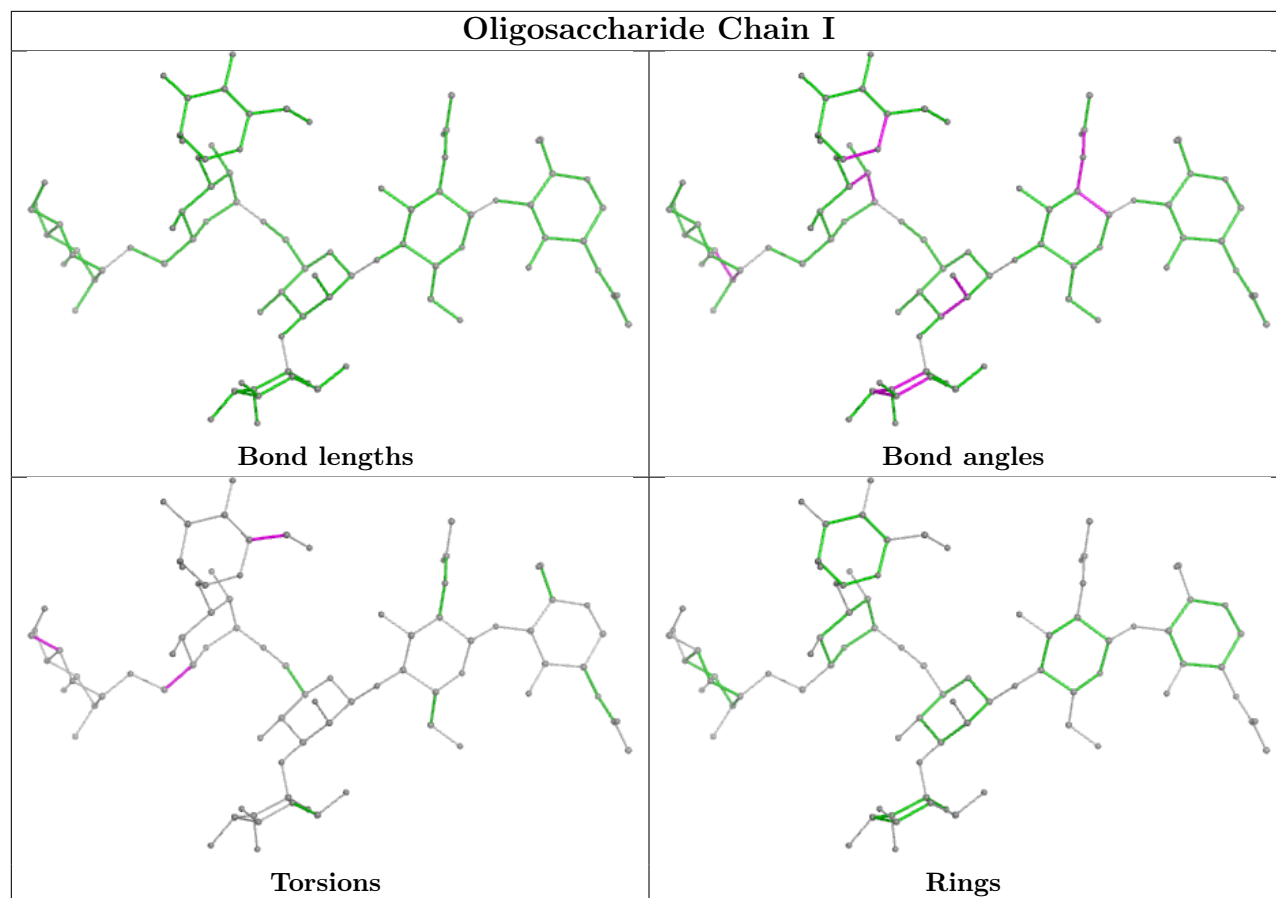 Oligosaccharide Chain I
Bond lengths
Bond angles
Torsions
Rings